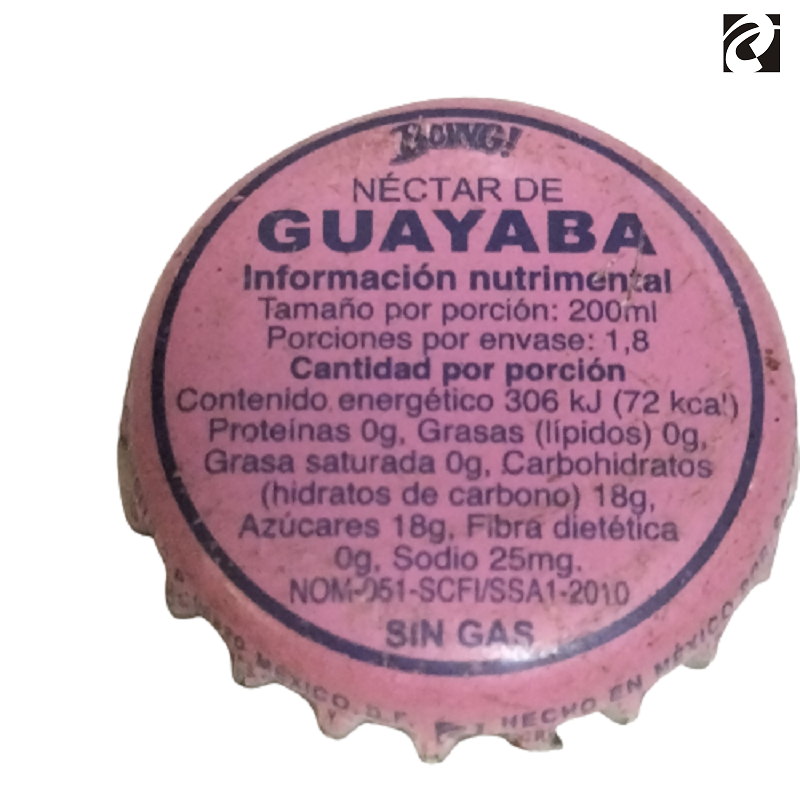 BOING!
NÉCTAR DE
GUAYABA
Información nutrimental
Tamaño por porción: 200ml
Porciones por envase: 1,8
Cantidad por porción
Contenido energético 306 kJ (72 kcal)
Proteínas 0g, Grasas (lípidos) 0g,
Grasa saturada 0g, Carbohidratos
(hidratos de carbono) 18g,
Azúcares 18g, Fibra dietética
0g, Sodio 25mg.
NOM-051-SCFI/SSA1-2010
SIN GAS
MÉXICO, D.F.
HECHO EN MÉXICO POR